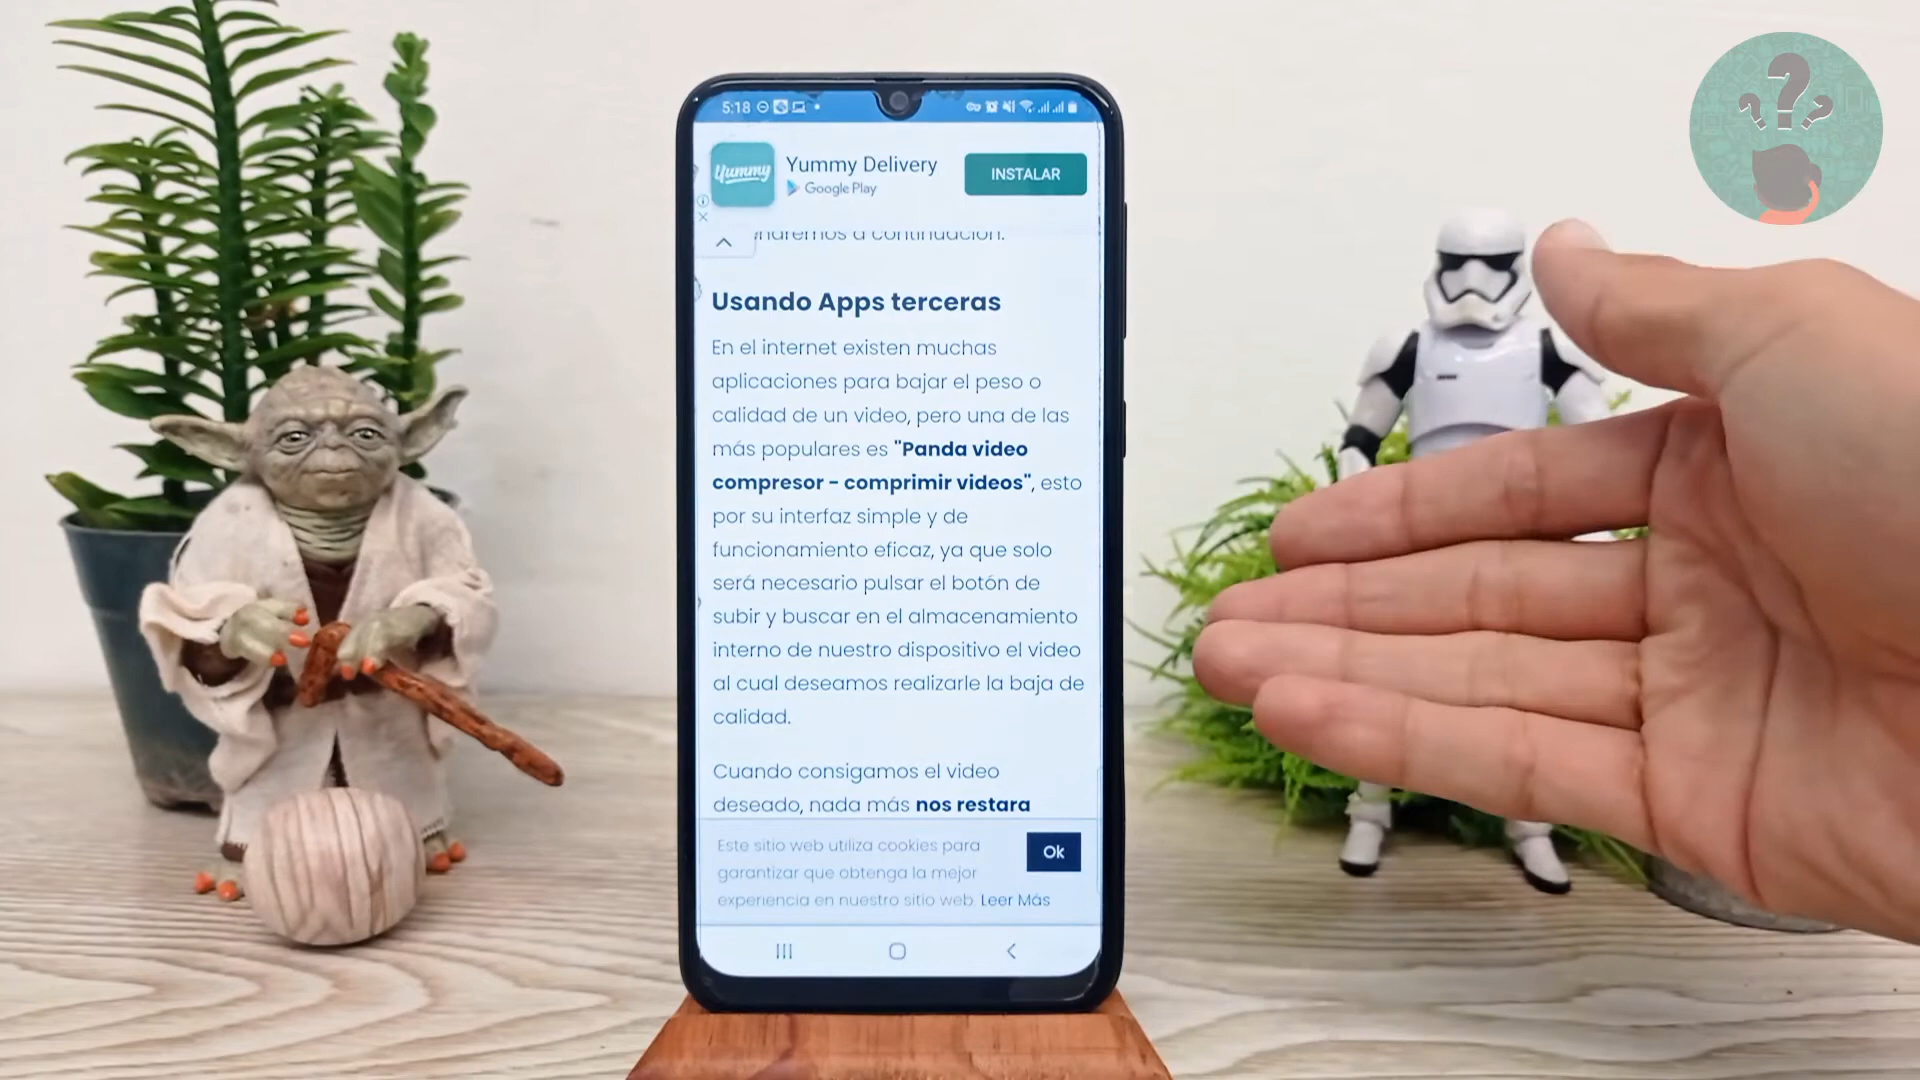 5:18
Yummy
Yummy Delivery
Google Play
INSTALAR
continuación.
Usando Apps terceras
En el internet existen muchas
aplicaciones para bajar el peso o
calidad de un video, pero una de las
más populares es "Panda video
compresor - comprimir videos", esto
por su interfaz simple y de
funcionamiento eficaz, ya que solo
será necesario pulsar el botón de
subir y buscar en el almacenamiento
interno de nuestro dispositivo el video
al cual deseamos realizarle la baja de
calidad.
Cuando consigamos el video
deseado, nada más nos restara
Este sitio web utiliza cookies para
garantizar que obtenga la mejor
experiencia en nuestro sitio web. Leer Más
Ok